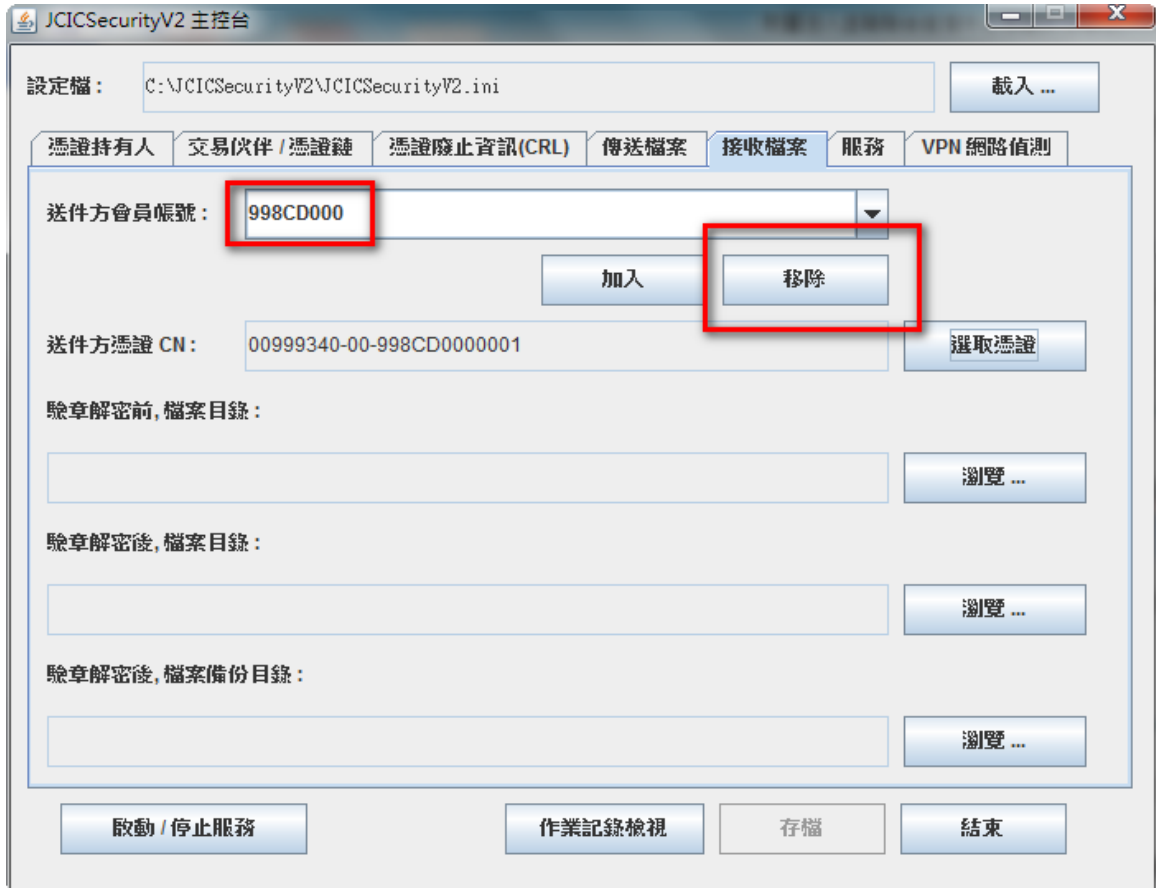 JCICSecurityV2 主控台
設定檔： C:\JCICSecurityV2\JCICSecurityV2.ini 載入 ...
憑證持有人 交易伙伴 / 憑證鏈 憑證廢止資訊(CRL) 傳送檔案 接收檔案 服務 VPN 網路偵測
送件方會員帳號： 998CD000
加入 移除
送件方憑證 CN： 00999340-00-998CD0000001 選取憑證
驗章解密前, 檔案目錄：
瀏覽 ...
驗章解密後, 檔案目錄：
瀏覽 ...
驗章解密後, 檔案備份目錄：
瀏覽 ...
啟動 / 停止服務 作業記錄檢視 存檔 結束